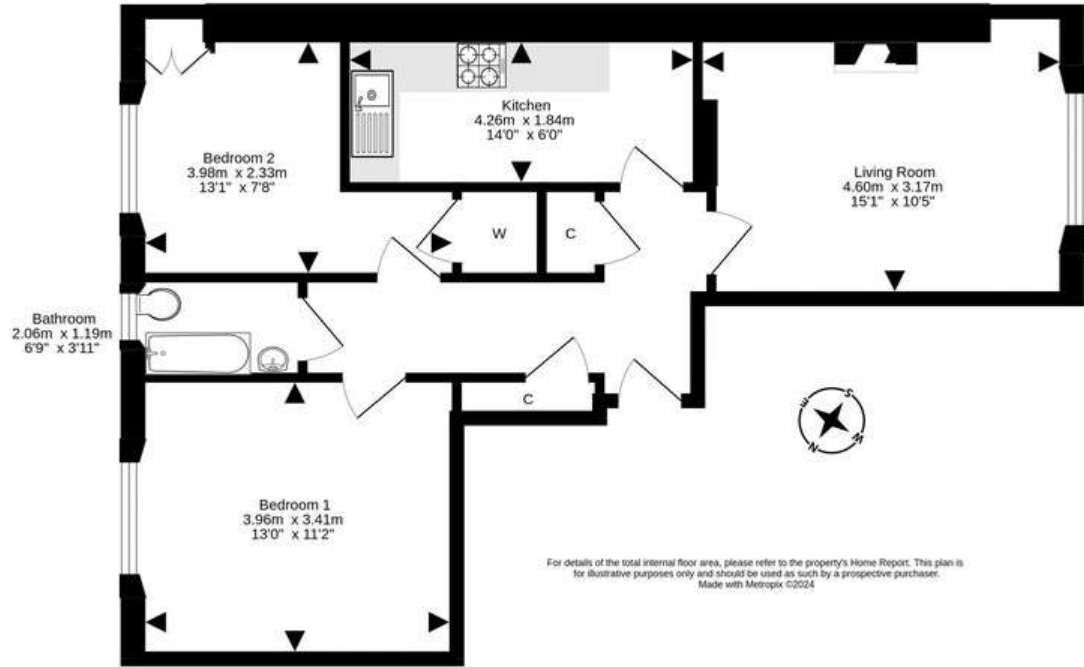 Kitchen
4.26m x 1.84m
14'0" x 6'0"
Bedroom 2
3.98m x 2.33m
13'1" x 7'8"
Living Room
4.60m x 3.17m
15'1" x 10'5"
W
C
Bathroom
2.06m x 1.19m
6'9" x 3'11"
C
S
E
W
N
Bedroom 1
3.96m x 3.41m
13'0" x 11'2"
For details of the total internal floor area, please refer to the property's Home Report. This plan is
for illustrative purposes only and should be used as such by a prospective purchaser.
Made with Metropix ©2024